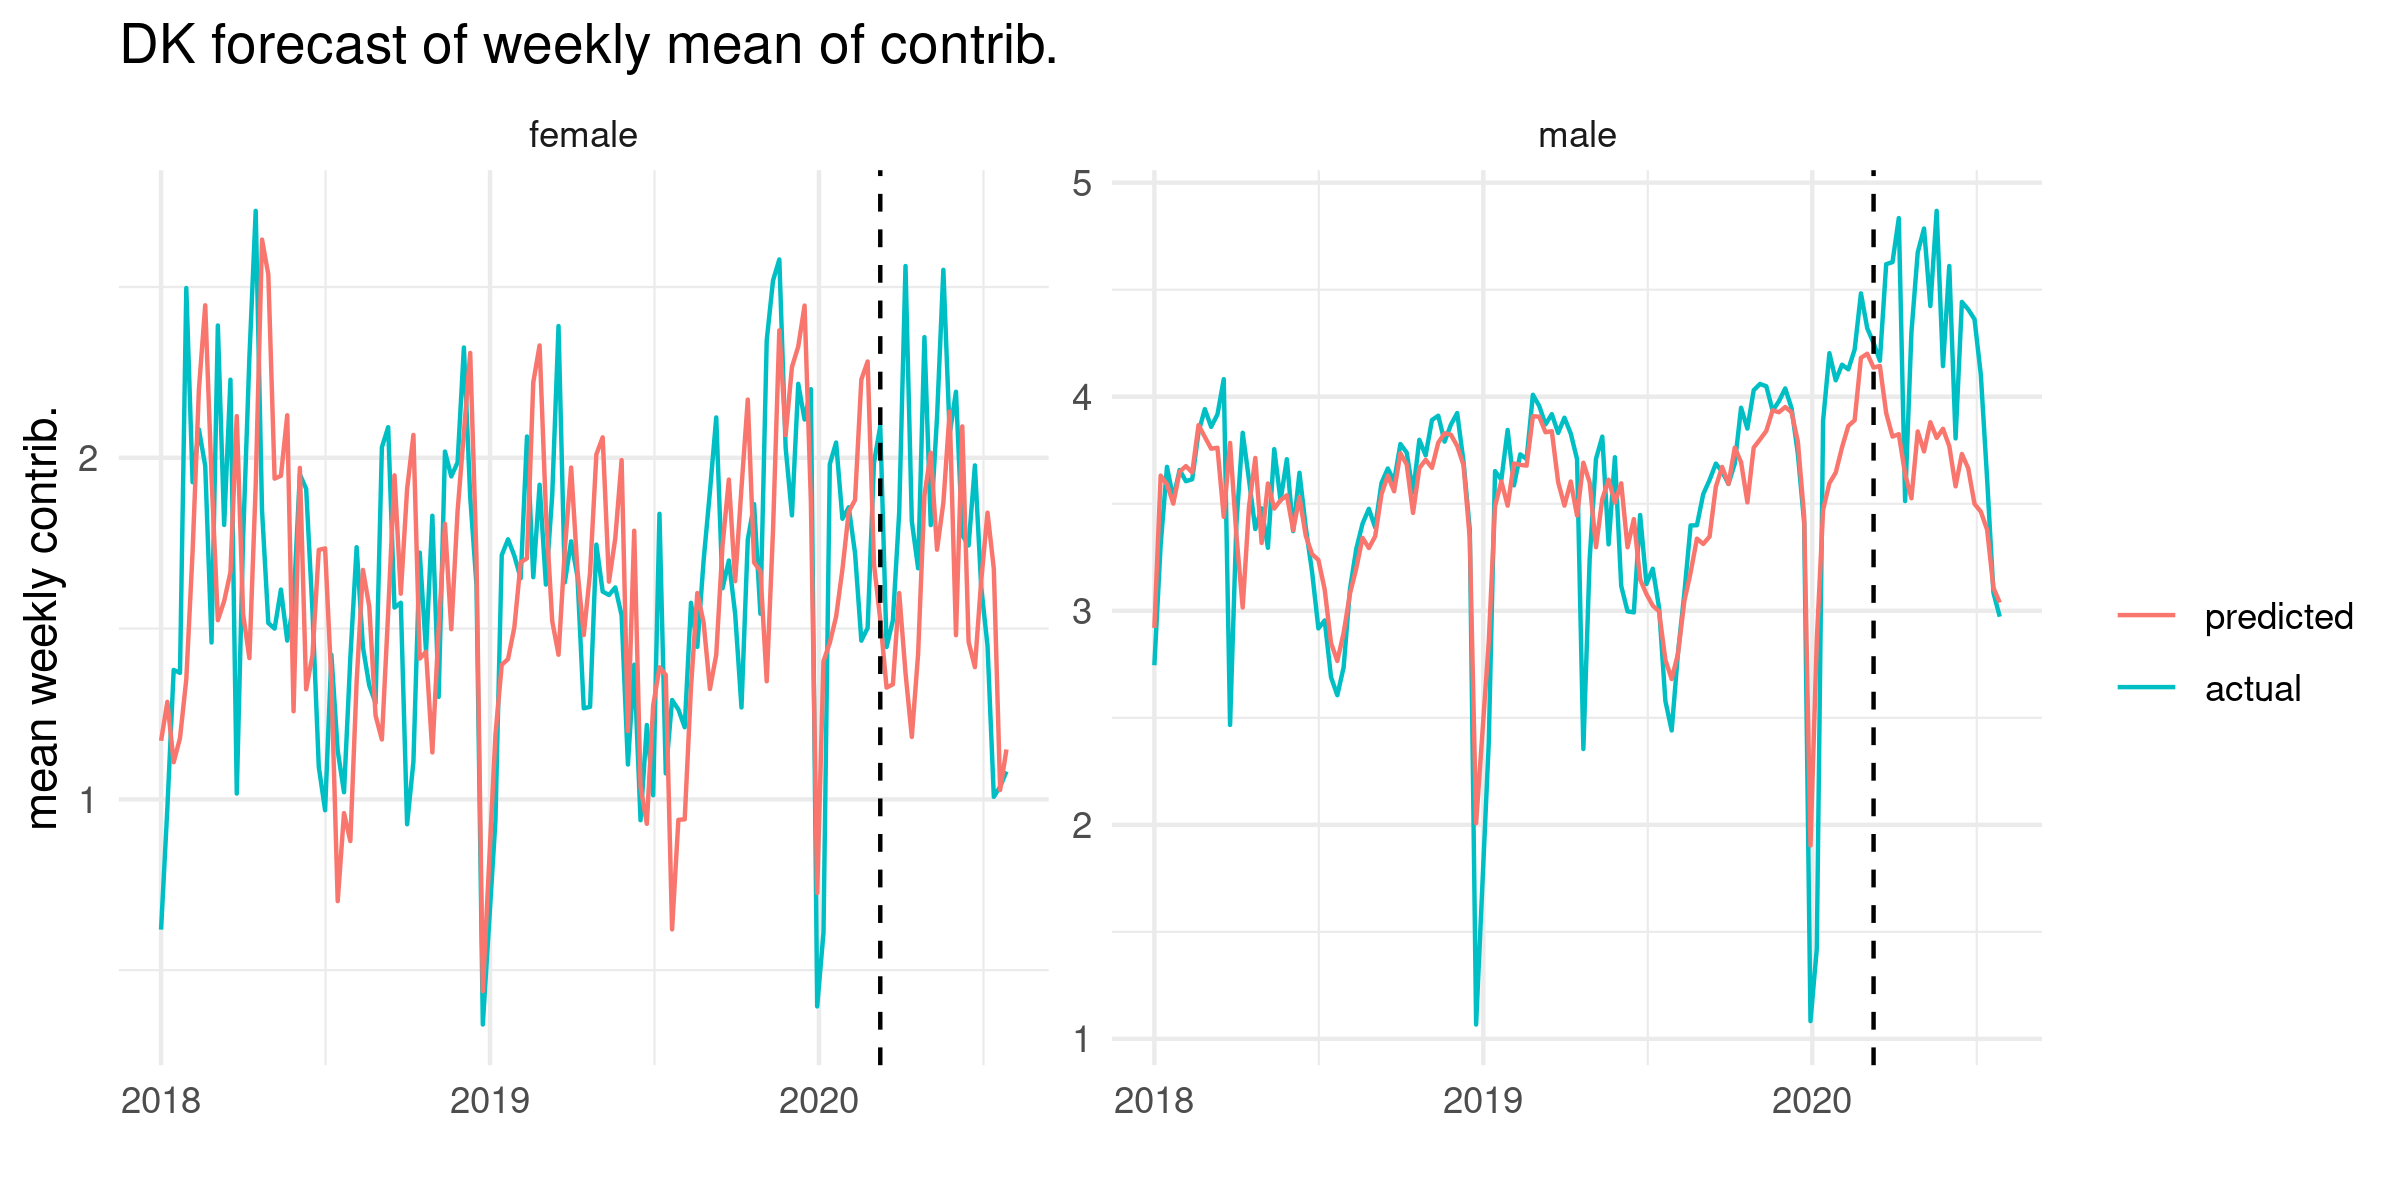 DK forecast of weekly mean of contrib.
female
male
mean weekly contrib.
2
1
2018
2019
2020
5
4
3
2
1
2018
2019
2020
predicted
actual